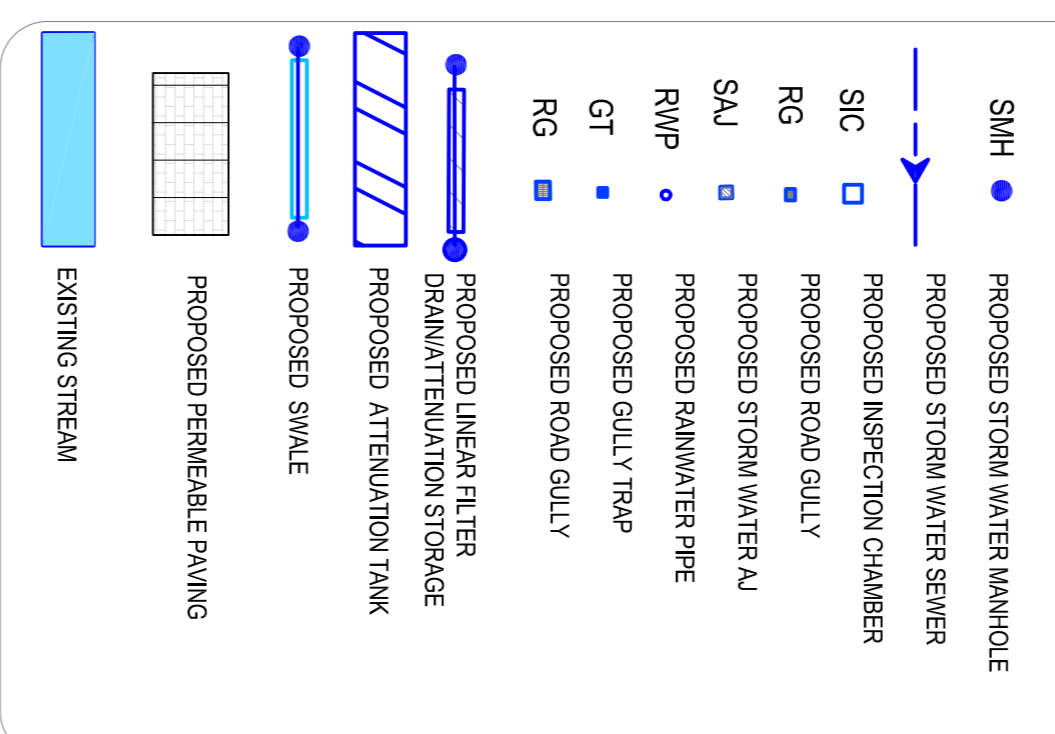 SMH PROPOSED STORM WATER MANHOLE
PROPOSED STORM WATER SEWER
SIC PROPOSED INSPECTION CHAMBER
RG PROPOSED ROAD GULLY
SAJ PROPOSED STORM WATER AJ
RWP PROPOSED RAINWATER PIPE
GT PROPOSED GULLY TRAP
RG PROPOSED ROAD GULLY
PROPOSED LINEAR FILTER
DRAIN/ATTENUATION STORAGE
PROPOSED ATTENUATION TANK
PROPOSED SWALE
PROPOSED PERMEABLE PAVING
EXISTING STREAM